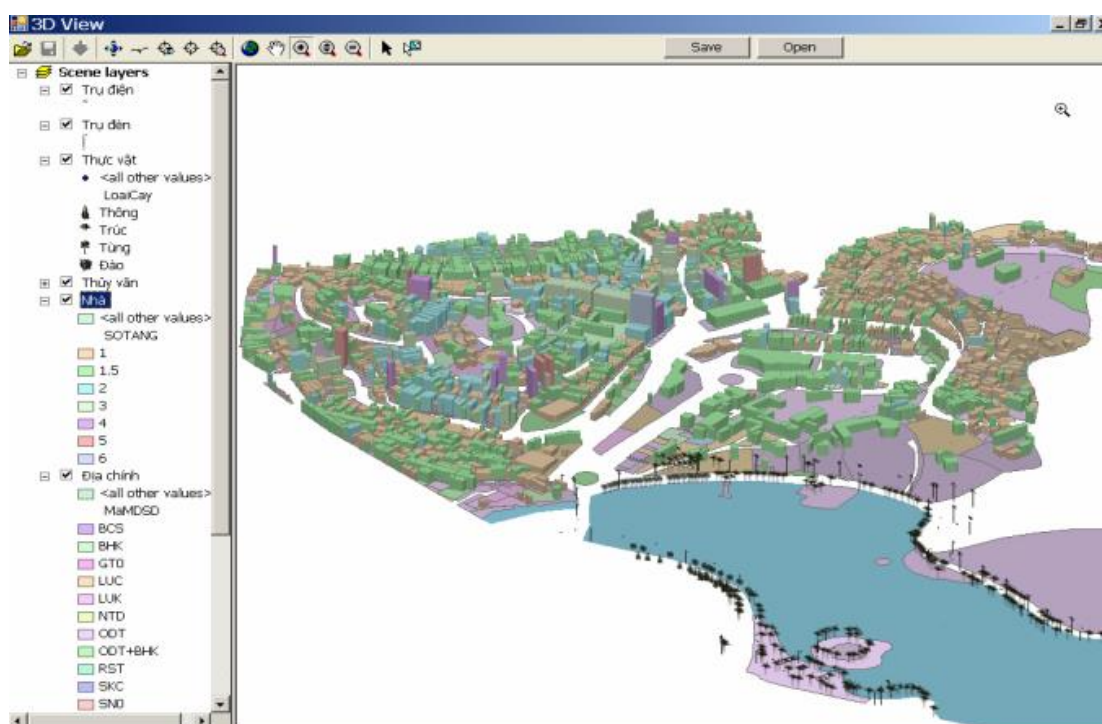 3D View
Save Open
Scene layers
Trụ điện
Trụ đèn
Thực vật
<all other values>
LoaiCay
Thông
Trúc
Tùng
Đào
Thủy văn
Nhà
<all other values>
SOTANG
1
1.5
2
3
4
5
6
Địa chính
<all other values>
MaMDSD
BCS
BHK
GT0
LUC
LUK
NTD
ODT
ODT+BHK
RST
SKC
SN0